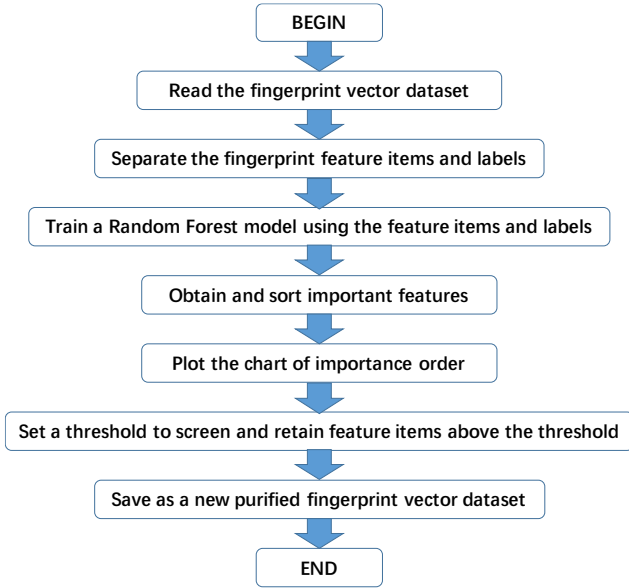 BEGIN
Read the fingerprint vector dataset
Separate the fingerprint feature items and labels
Train a Random Forest model using the feature items and labels
Obtain and sort important features
Plot the chart of importance order
Set a threshold to screen and retain feature items above the threshold
Save as a new purified fingerprint vector dataset
END